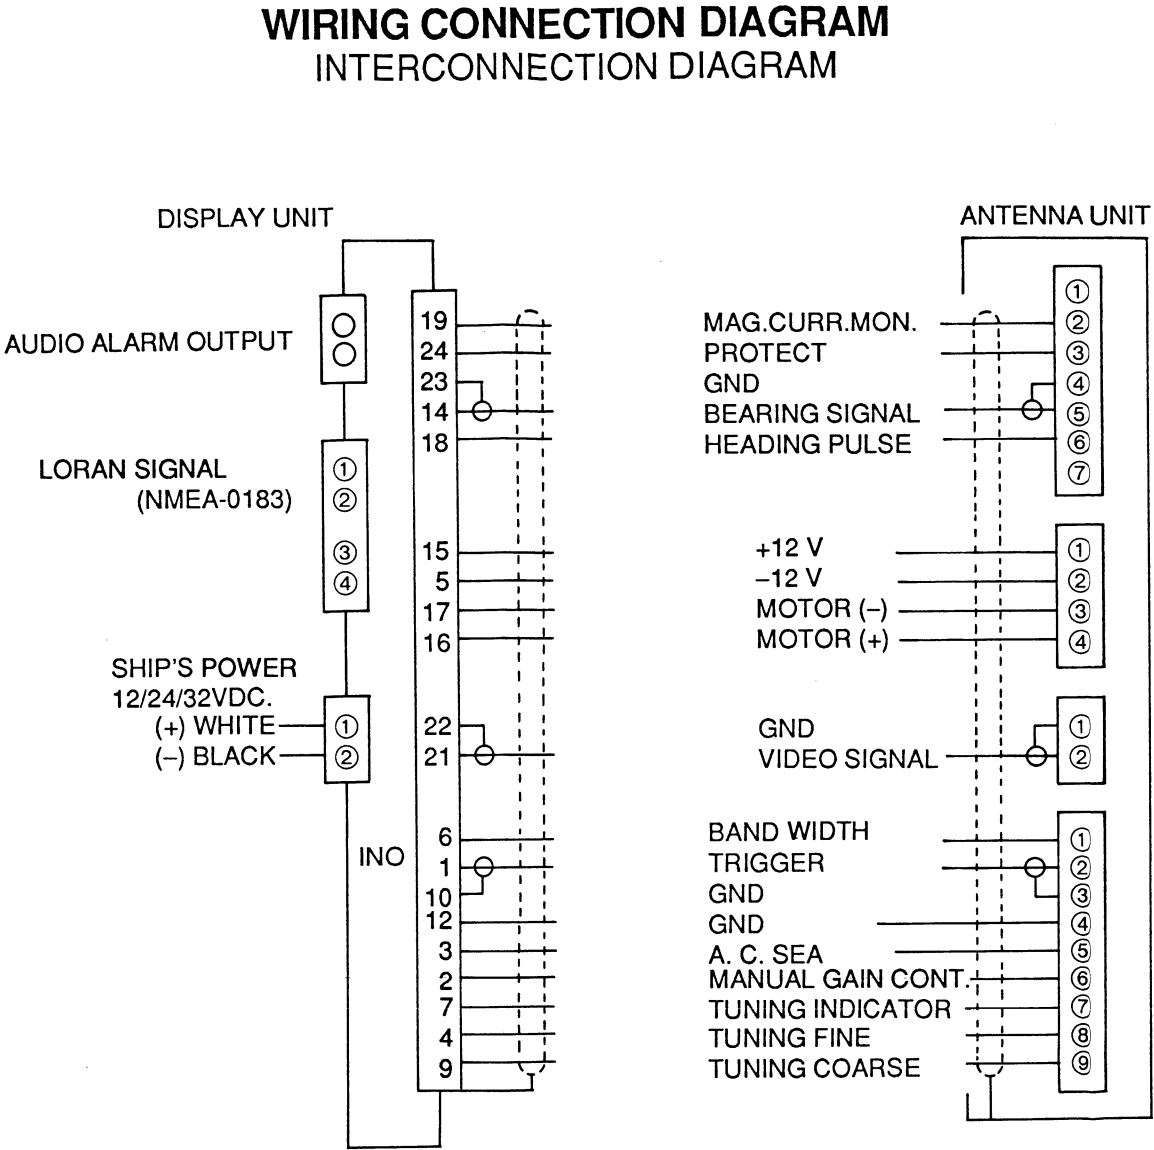 WIRING CONNECTION DIAGRAM
INTERCONNECTION DIAGRAM
DISPLAY UNIT
AUDIO ALARM OUTPUT
LORAN SIGNAL
(NMEA-0183)
①
②
③
④
SHIP'S POWER
12/24/32VDC.
(+) WHITE
(–) BLACK
①
②
INO
19
24
23
14
18
15
5
17
16
22
21
6
1
10
12
3
2
7
4
9
ANTENNA UNIT
MAG.CURR.MON.
PROTECT
GND
BEARING SIGNAL
HEADING PULSE
①
②
③
④
⑤
⑥
⑦
+12 V
–12 V
MOTOR (–)
MOTOR (+)
①
②
③
④
GND
VIDEO SIGNAL
①
②
BAND WIDTH
TRIGGER
GND
GND
A. C. SEA
MANUAL GAIN CONT.
TUNING INDICATOR
TUNING FINE
TUNING COARSE
①
②
③
④
⑤
⑥
⑦
⑧
⑨